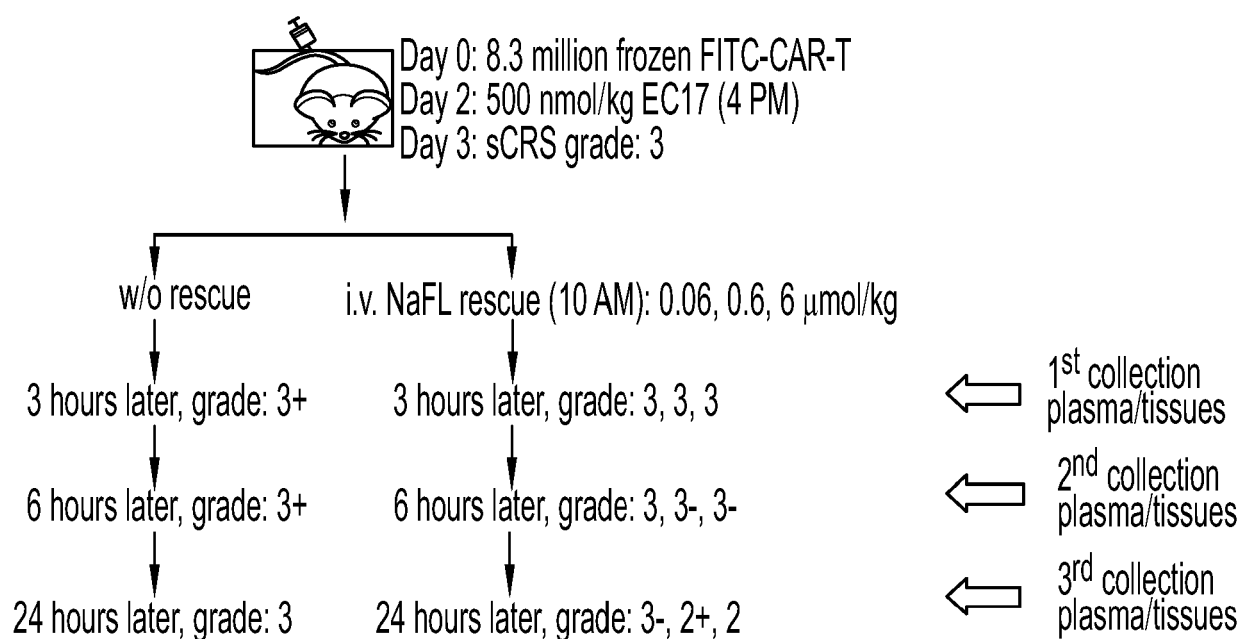 Day 0: 8.3 million frozen FITC-CAR-T
Day 2: 500 nmol/kg EC17 (4 PM)
Day 3: sCRS grade: 3
w/o rescue
i.v. NaFL rescue (10 AM): 0.06, 0.6, 6 μmol/kg
3 hours later, grade: 3+
3 hours later, grade: 3, 3, 3
1st collection
plasma/tissues
6 hours later, grade: 3+
6 hours later, grade: 3, 3-, 3-
2nd collection
plasma/tissues
24 hours later, grade: 3
24 hours later, grade: 3-, 2+, 2
3rd collection
plasma/tissues